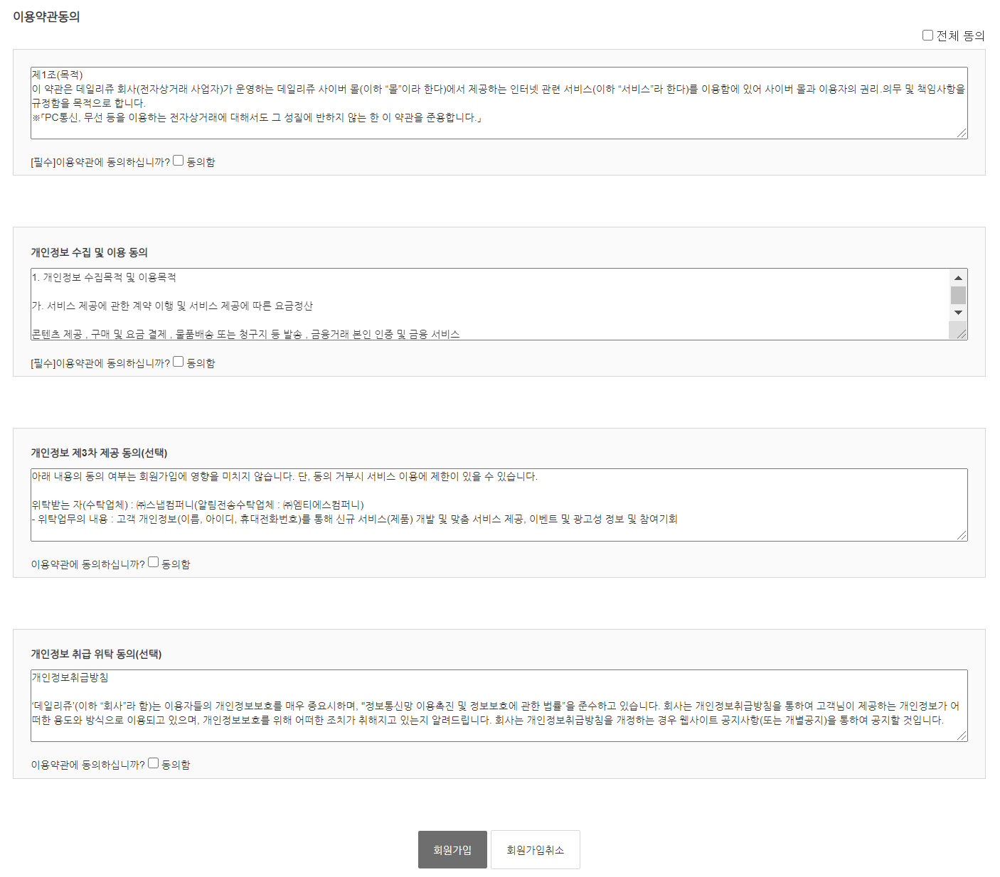 이용약관동의
전체 동의
제1조(목적)
이 약관은 데일리쥬 회사(전자상거래 사업자)가 운영하는 데일리쥬 사이버 몰(이하 “몰”이라 한다)에서 제공하는 인터넷 관련 서비스(이하 “서비스”라 한다)를 이용함에 있어 사이버 몰과 이용자의 권리.의무 및 책임사항을
규정함을 목적으로 합니다.
※「PC통신, 무선 등을 이용하는 전자상거래에 대해서도 그 성질에 반하지 않는 한 이 약관을 준용합니다.」
[필수]이용약관에 동의하십니까? 동의함
개인정보 수집 및 이용 동의
1. 개인정보 수집목적 및 이용목적
가. 서비스 제공에 관한 계약 이행 및 서비스 제공에 따른 요금정산
콘텐츠 제공 , 구매 및 요금 결제 , 물품배송 또는 청구지 등 발송 , 금융거래 본인 인증 및 금융 서비스
[필수]이용약관에 동의하십니까? 동의함
개인정보 제3차 제공 동의(선택)
아래 내용의 동의 여부는 회원가입에 영향을 미치지 않습니다. 단, 동의 거부시 서비스 이용에 제한이 있을 수 있습니다.
위탁받는 자(수탁업체) : ㈜스냅컴퍼니(알림전송수탁업체 : ㈜엠티에스컴퍼니)
- 위탁업무의 내용 : 고객 개인정보(이름, 아이디, 휴대전화번호)를 통해 신규 서비스(제품) 개발 및 맞춤 서비스 제공, 이벤트 및 광고성 정보 및 참여기회
이용약관에 동의하십니까? 동의함
개인정보 취급 위탁 동의(선택)
개인정보취급방침
‘데일리쥬’(이하 “회사”라 함)는 이용자들의 개인정보보호를 매우 중요시하며, "정보통신망 이용촉진 및 정보보호에 관한 법률”을 준수하고 있습니다. 회사는 개인정보취급방침을 통하여 고객님이 제공하는 개인정보가 어
떠한 용도와 방식으로 이용되고 있으며, 개인정보보호를 위해 어떠한 조치가 취해지고 있는지 알려드립니다. 회사는 개인정보취급방침을 개정하는 경우 웹사이트 공지사항(또는 개별공지)을 통하여 공지할 것입니다.
이용약관에 동의하십니까? 동의함
회원가입 회원가입취소